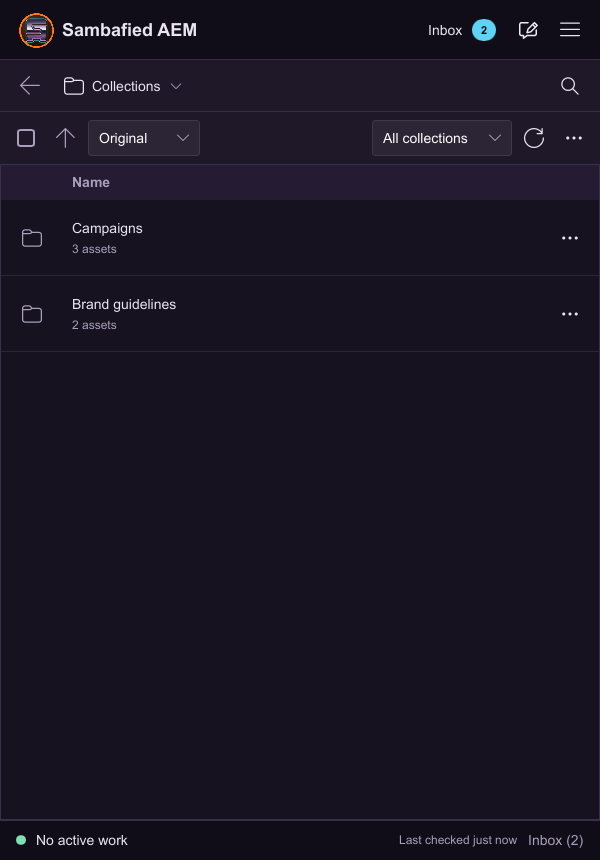 Sambafied AEM
Inbox 2
Collections
Original
All collections
Name
Campaigns
3 assets
Brand guidelines
2 assets
No active work
Last checked just now
Inbox (2)